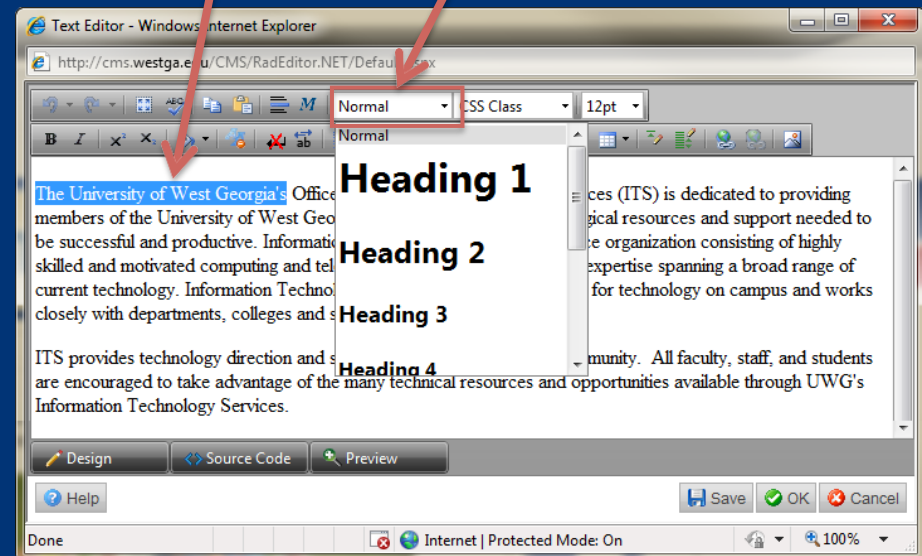 Text Editor - Windows Internet Explorer
http://cms.westga.edu/CMS/RadEditor.NET/Default.aspx
ABC M Normal CSS Class 12pt
B I x² X₂
Normal
Heading 1
Heading 2
Heading 3
Heading 4
The University of West Georgia's Office ces (ITS) is dedicated to providing
members of the University of West Geo gical resources and support needed to
be successful and productive. Informatio e organization consisting of highly
skilled and motivated computing and tel expertise spanning a broad range of
current technology. Information Techno for technology on campus and works
closely with departments, colleges and s
ITS provides technology direction and s munity. All faculty, staff, and students
are encouraged to take advantage of the many technical resources and opportunities available through UWG's
Information Technology Services.
Design Source Code Preview
Help Save OK Cancel
Done Internet | Protected Mode: On 100%